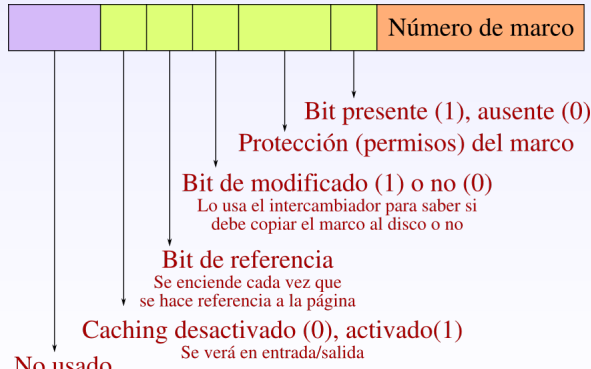 Número de marco
Bit presente (1), ausente (0)
Protección (permisos) del marco
Bit de modificado (1) o no (0)
Lo usa el intercambiador para saber si
debe copiar el marco al disco o no
Bit de referencia
Se enciende cada vez que
se hace referencia a la página
Caching desactivado (0), activado(1)
Se verá en entrada/salida
No usado